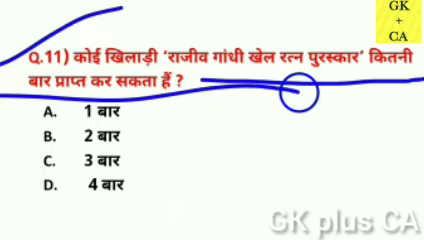 GK
+
CA
Q.11) कोई खिलाड़ी ‘राजीव गांधी खेल रत्न पुरस्कार’ कितनी
बार प्राप्त कर सकता हैं ?
A. 1 बार
B. 2 बार
C. 3 बार
D. 4 बार
GK plus CA